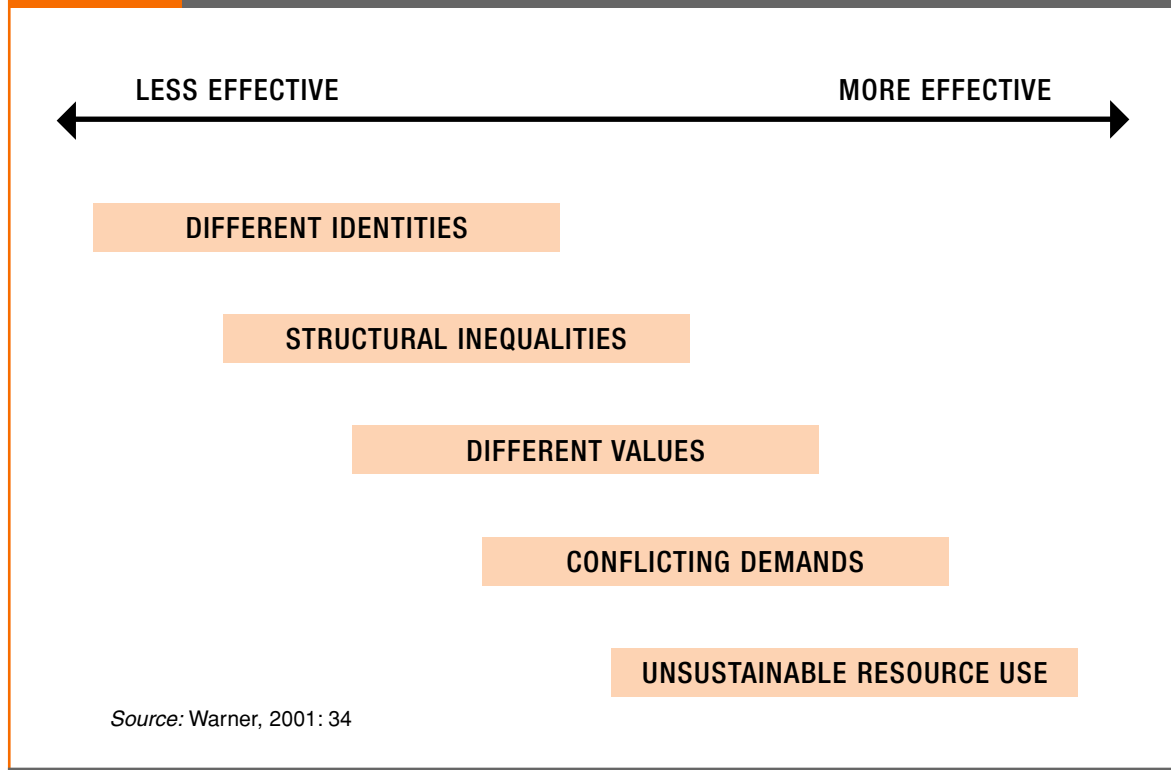 LESS EFFECTIVE
MORE EFFECTIVE
DIFFERENT IDENTITIES
STRUCTURAL INEQUALITIES
DIFFERENT VALUES
CONFLICTING DEMANDS
UNSUSTAINABLE RESOURCE USE
Source: Warner, 2001: 34